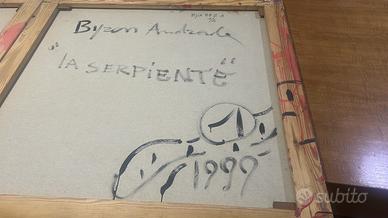 Byron Andrade
"LA SERPIENTE"
1999
subito